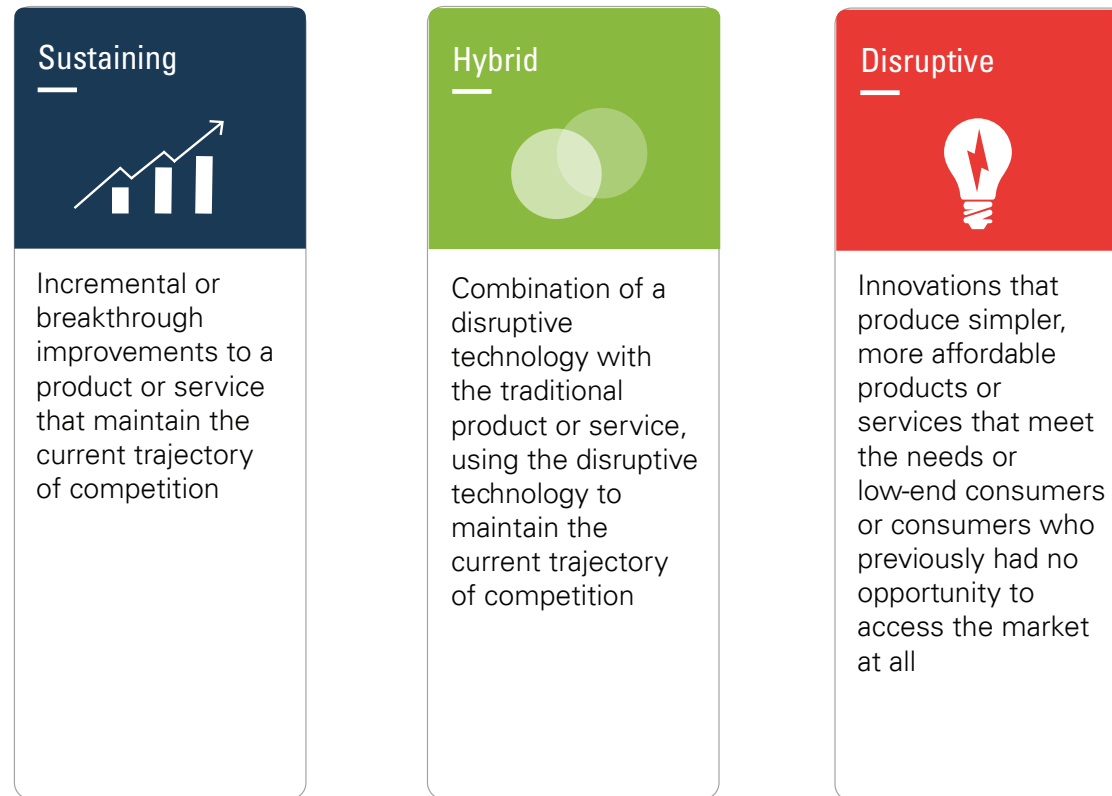 Sustaining
Incremental or
breakthrough
improvements to a
product or service
that maintain the
current trajectory
of competition
Hybrid
Combination of a
disruptive
technology with
the traditional
product or service,
using the disruptive
technology to
maintain the
current trajectory
of competition
Disruptive
Innovations that
produce simpler,
more affordable
products or
services that meet
the needs or
low-end consumers
or consumers who
previously had no
opportunity to
access the market
at all